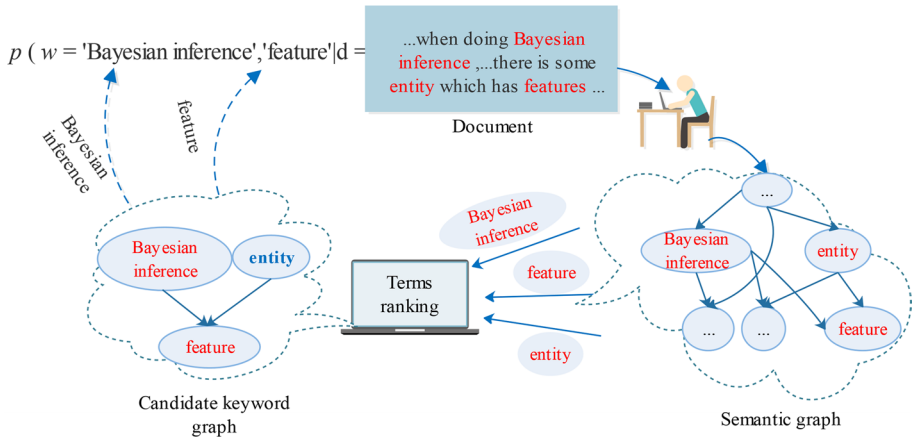 p ( w = 'Bayesian inference','feature'|d =
...when doing Bayesian
inference ,...there is some
entity which has features ...
Document
Bayesian
inference
feature
...
Bayesian
inference
entity
...
...
feature
Semantic graph
Bayesian
inference
feature
entity
Terms
ranking
Bayesian
inference
entity
feature
Candidate keyword
graph